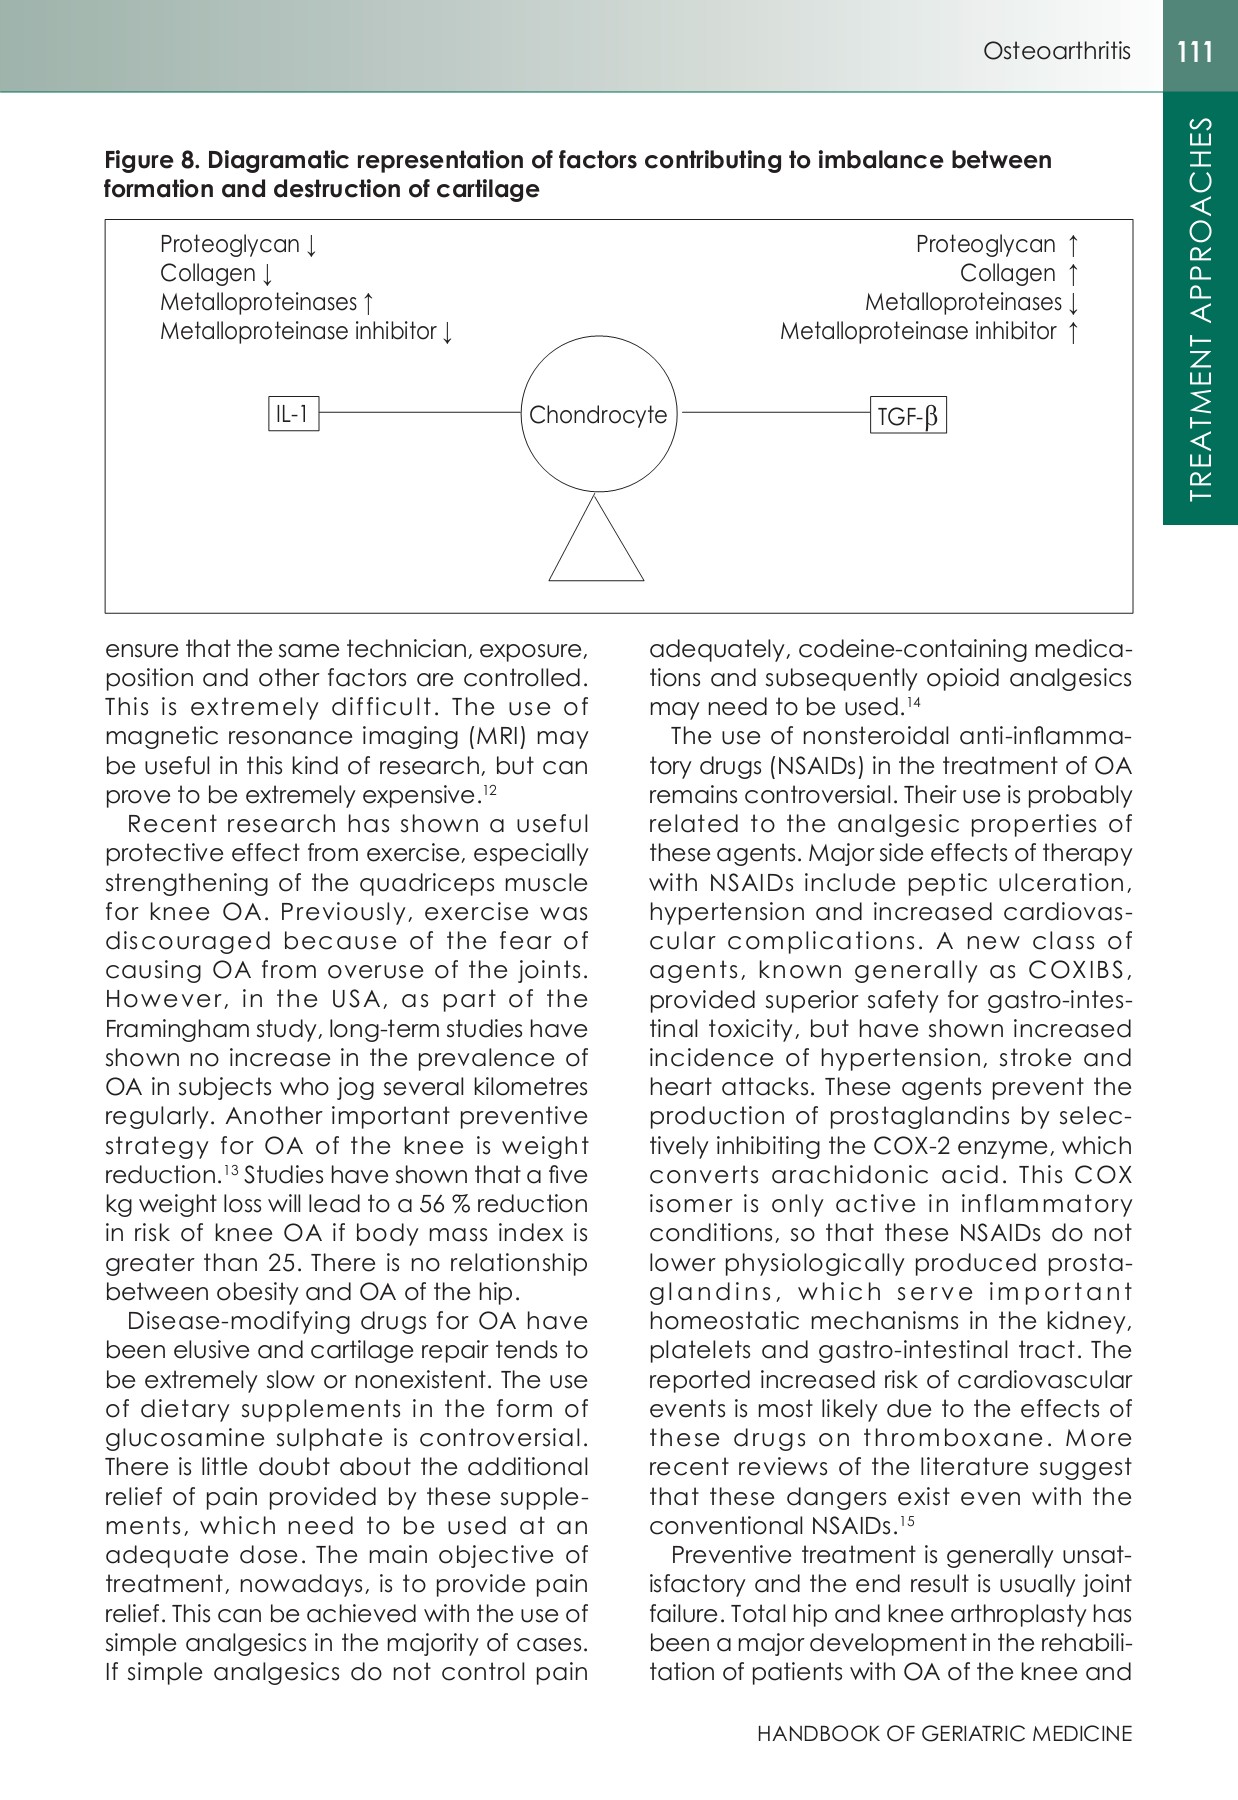 Osteoarthritis
111
TREATMENT APPROACHES
Figure 8. Diagramatic representation of factors contributing to imbalance between
formation and destruction of cartilage
Proteoglycan ↓
Collagen ↓
Metalloproteinases ↑
Metalloproteinase inhibitor ↓
Proteoglycan ↑
Collagen ↑
Metalloproteinases ↓
Metalloproteinase inhibitor ↑
IL-1
Chondrocyte
TGF-β
ensure that the same technician, exposure,
position and other factors are controlled.
This is extremely difficult. The use of
magnetic resonance imaging (MRI) may
be useful in this kind of research, but can
prove to be extremely expensive.¹²
Recent research has shown a useful
protective effect from exercise, especially
strengthening of the quadriceps muscle
for knee OA. Previously, exercise was
discouraged because of the fear of
causing OA from overuse of the joints.
However, in the USA, as part of the
Framingham study, long-term studies have
shown no increase in the prevalence of
OA in subjects who jog several kilometres
regularly. Another important preventive
strategy for OA of the knee is weight
reduction.¹³ Studies have shown that a five
kg weight loss will lead to a 56 % reduction
in risk of knee OA if body mass index is
greater than 25. There is no relationship
between obesity and OA of the hip.
Disease-modifying drugs for OA have
been elusive and cartilage repair tends to
be extremely slow or nonexistent. The use
of dietary supplements in the form of
glucosamine sulphate is controversial.
There is little doubt about the additional
relief of pain provided by these supple-
ments, which need to be used at an
adequate dose. The main objective of
treatment, nowadays, is to provide pain
relief. This can be achieved with the use of
simple analgesics in the majority of cases.
If simple analgesics do not control pain
adequately, codeine-containing medica-
tions and subsequently opioid analgesics
may need to be used.¹⁴
The use of nonsteroidal anti-inflamma-
tory drugs (NSAIDs) in the treatment of OA
remains controversial. Their use is probably
related to the analgesic properties of
these agents. Major side effects of therapy
with NSAIDs include peptic ulceration,
hypertension and increased cardiovas-
cular complications. A new class of
agents, known generally as COXIBS,
provided superior safety for gastro-intes-
tinal toxicity, but have shown increased
incidence of hypertension, stroke and
heart attacks. These agents prevent the
production of prostaglandins by selec-
tively inhibiting the COX-2 enzyme, which
converts arachidonic acid. This COX
isomer is only active in inflammatory
conditions, so that these NSAIDs do not
lower physiologically produced prosta-
glandins, which serve important
homeostatic mechanisms in the kidney,
platelets and gastro-intestinal tract. The
reported increased risk of cardiovascular
events is most likely due to the effects of
these drugs on thromboxane. More
recent reviews of the literature suggest
that these dangers exist even with the
conventional NSAIDs.¹⁵
Preventive treatment is generally unsat-
isfactory and the end result is usually joint
failure. Total hip and knee arthroplasty has
been a major development in the rehabili-
tation of patients with OA of the knee and
HANDBOOK OF GERIATRIC MEDICINE